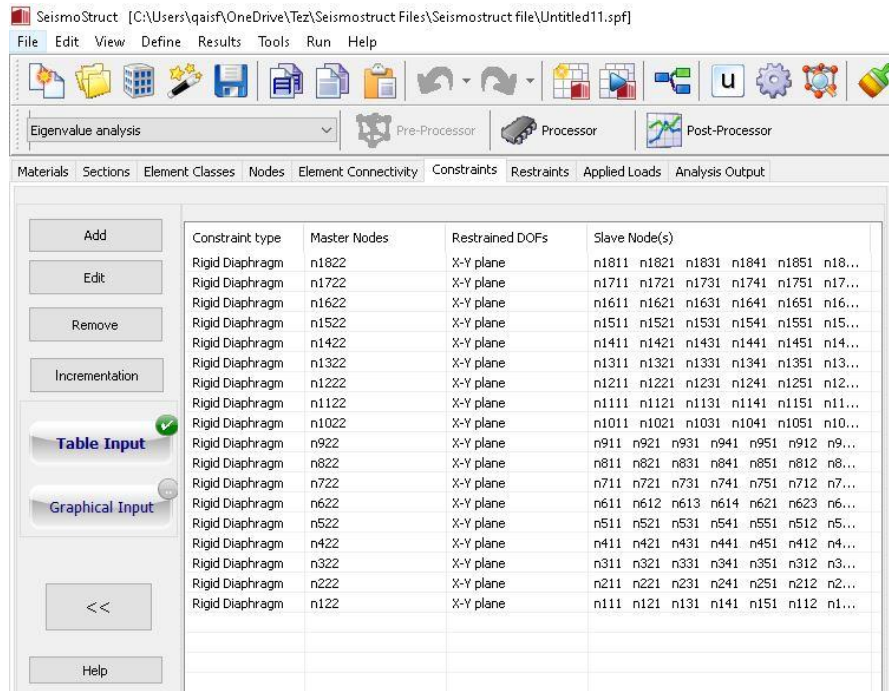 SeismoStruct [C:\Users\qaisf\OneDrive\Tez\Seismostruct Files\Seismostruct file\Untitled11.spf]
File Edit View Define Results Tools Run Help
u
Eigenvalue analysis Pre-Processor Processor Post-Processor
Materials Sections Element Classes Nodes Element Connectivity Constraints Restraints Applied Loads Analysis Output
Add
Edit
Remove
Incrementation
Table Input
Graphical Input
<<
Help
Constraint type Master Nodes Restrained DOFs Slave Node(s)
Rigid Diaphragm n1822 X-Y plane n1811 n1821 n1831 n1841 n1851 n18...
Rigid Diaphragm n1722 X-Y plane n1711 n1721 n1731 n1741 n1751 n17...
Rigid Diaphragm n1622 X-Y plane n1611 n1621 n1631 n1641 n1651 n16...
Rigid Diaphragm n1522 X-Y plane n1511 n1521 n1531 n1541 n1551 n15...
Rigid Diaphragm n1422 X-Y plane n1411 n1421 n1431 n1441 n1451 n14...
Rigid Diaphragm n1322 X-Y plane n1311 n1321 n1331 n1341 n1351 n13...
Rigid Diaphragm n1222 X-Y plane n1211 n1221 n1231 n1241 n1251 n12...
Rigid Diaphragm n1122 X-Y plane n1111 n1121 n1131 n1141 n1151 n11...
Rigid Diaphragm n1022 X-Y plane n1011 n1021 n1031 n1041 n1051 n10...
Rigid Diaphragm n922 X-Y plane n911 n921 n931 n941 n951 n912 n9...
Rigid Diaphragm n822 X-Y plane n811 n821 n831 n841 n851 n812 n8...
Rigid Diaphragm n722 X-Y plane n711 n721 n731 n741 n751 n712 n7...
Rigid Diaphragm n622 X-Y plane n611 n612 n613 n614 n621 n623 n6...
Rigid Diaphragm n522 X-Y plane n511 n521 n531 n541 n551 n512 n5...
Rigid Diaphragm n422 X-Y plane n411 n421 n431 n441 n451 n412 n4...
Rigid Diaphragm n322 X-Y plane n311 n321 n331 n341 n351 n312 n3...
Rigid Diaphragm n222 X-Y plane n211 n221 n231 n241 n251 n212 n2...
Rigid Diaphragm n122 X-Y plane n111 n121 n131 n141 n151 n112 n1...